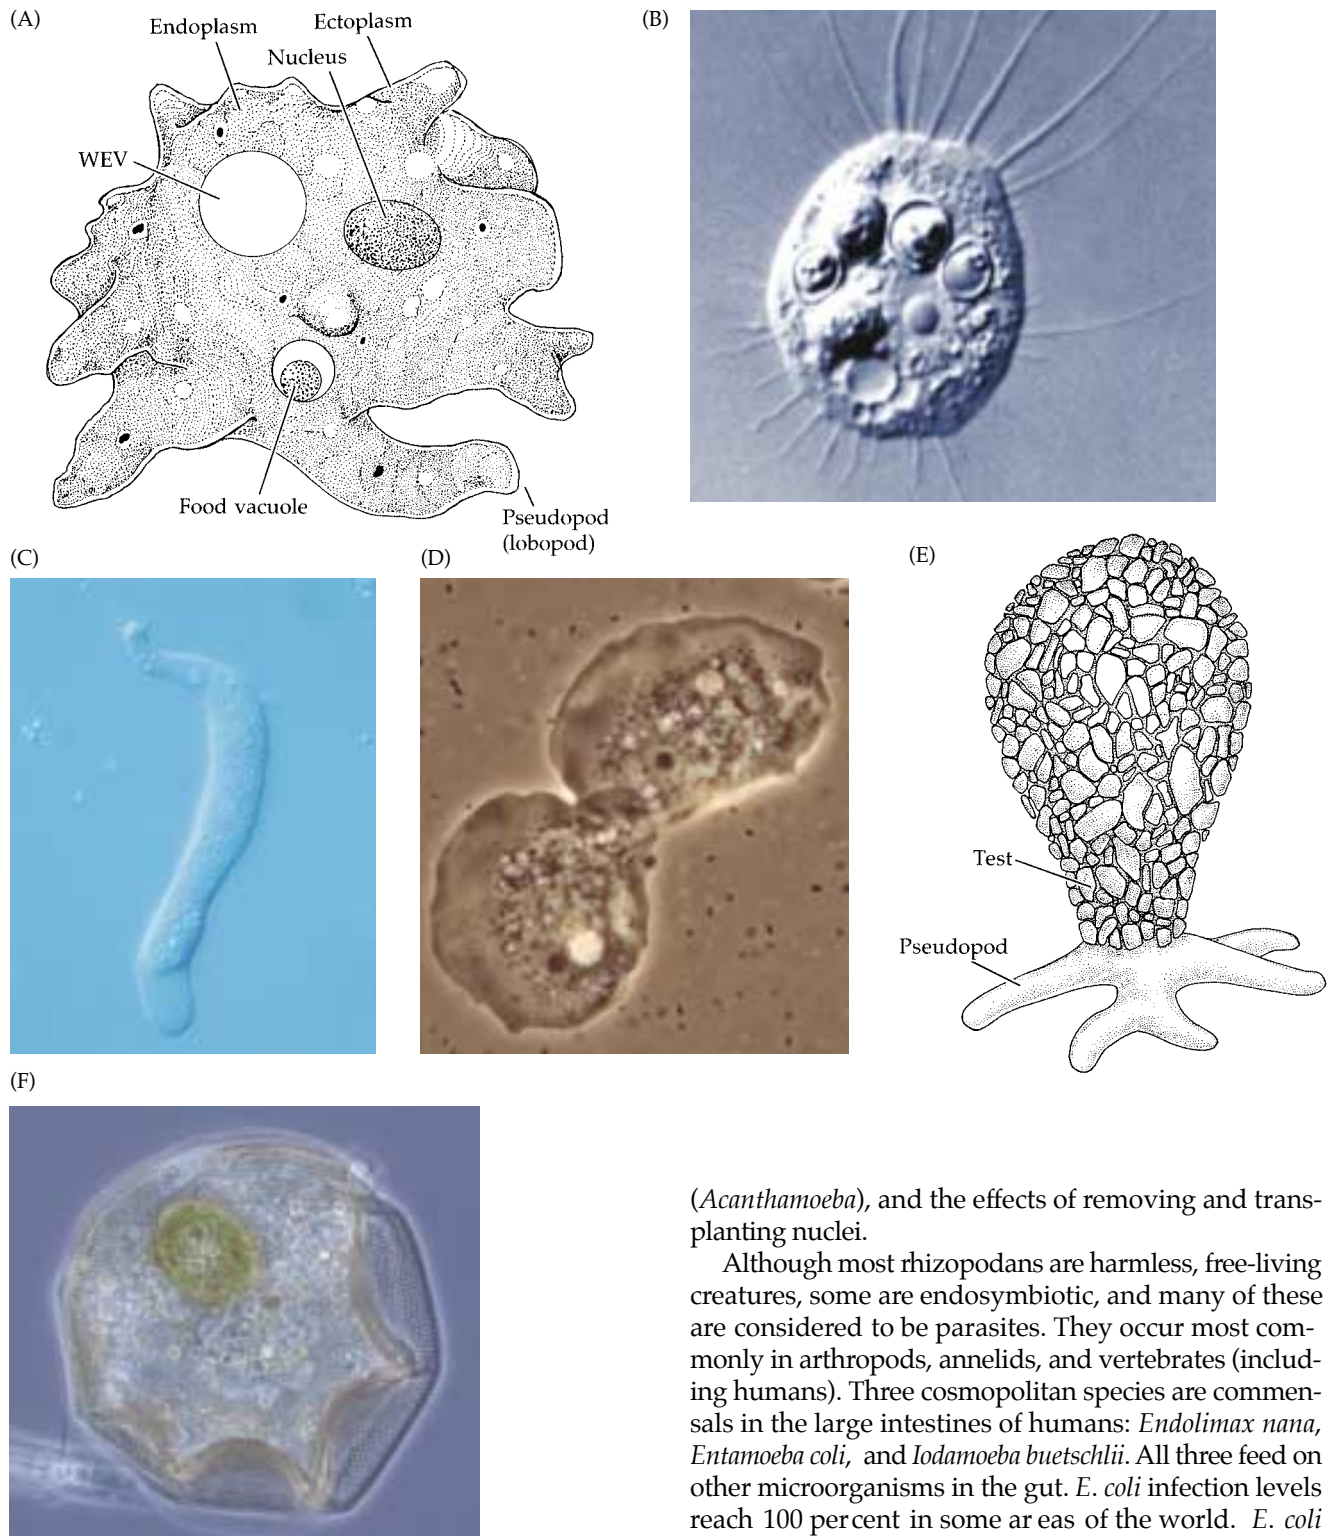 (A)
Endoplasm
Ectoplasm
Nucleus
WEV
Food vacuole
Pseudopod
(lobopod)
(B)
(C)
(D)
(E)
Test
Pseudopod
(F)
(Acanthamoeba), and the effects of removing and trans-
planting nuclei.
Although most rhizopodans are harmless, free-living
creatures, some are endosymbiotic, and many of these
are considered to be parasites. They occur most com-
monly in arthropods, annelids, and vertebrates (includ-
ing humans). Three cosmopolitan species are commen-
sals in the large intestines of humans: Endolimax nana,
Entamoeba coli, and Iodamoeba buetschlii. All three feed on
other microorganisms in the gut. E. coli infection levels
reach 100 per cent in some ar eas of the world. E. coli